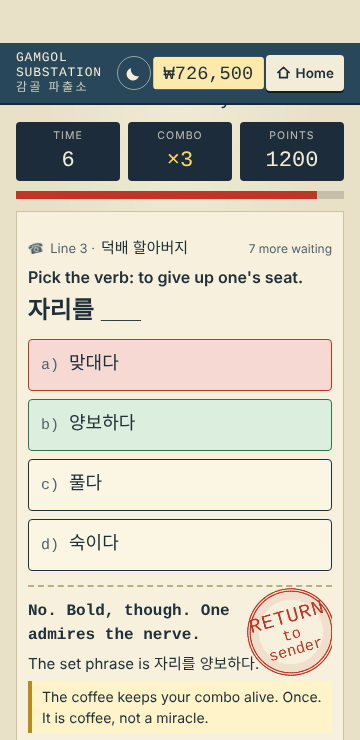 GAMGOL
SUBSTATION
감골 파출소
₩726,500
Home
TIME
6
COMBO
×3
POINTS
1200
☎ Line 3 · 덕배 할아버지
7 more waiting
Pick the verb: to give up one's seat.
자리를 ____
a) 맞대다
b) 양보하다
c) 풀다
d) 숙이다
No. Bold, though. One
admires the nerve.
RETURN
to
sender
The set phrase is 자리를 양보하다.
The coffee keeps your combo alive. Once.
It is coffee, not a miracle.